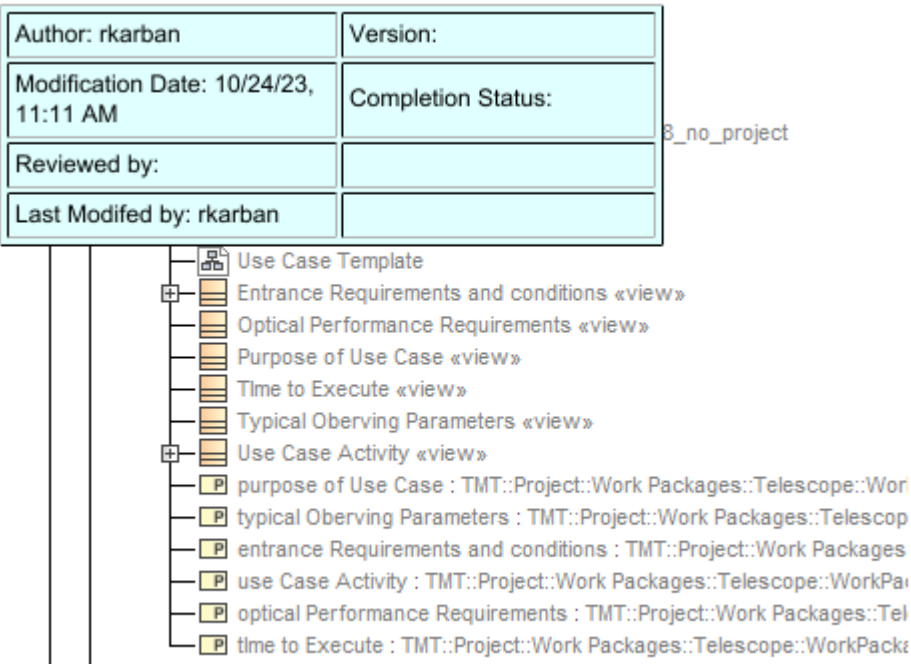 Author: rkarban
Version:
Modification Date: 10/24/23,
11:11 AM
Completion Status:
Reviewed by:
Last Modifed by: rkarban
_no_project
Use Case Template
Entrance Requirements and conditions «view»
Optical Performance Requirements «view»
Purpose of Use Case «view»
TIme to Execute «view»
Typical Oberving Parameters «view»
Use Case Activity «view»
P purpose of Use Case : TMT::Project::Work Packages::Telescope::Wor
P typical Oberving Parameters : TMT::Project::Work Packages::Telescop
P entrance Requirements and conditions : TMT::Project::Work Packages
P use Case Activity : TMT::Project::Work Packages::Telescope::WorkPa
P optical Performance Requirements : TMT::Project::Work Packages::Tel
P tIme to Execute : TMT::Project::Work Packages::Telescope::WorkPacka